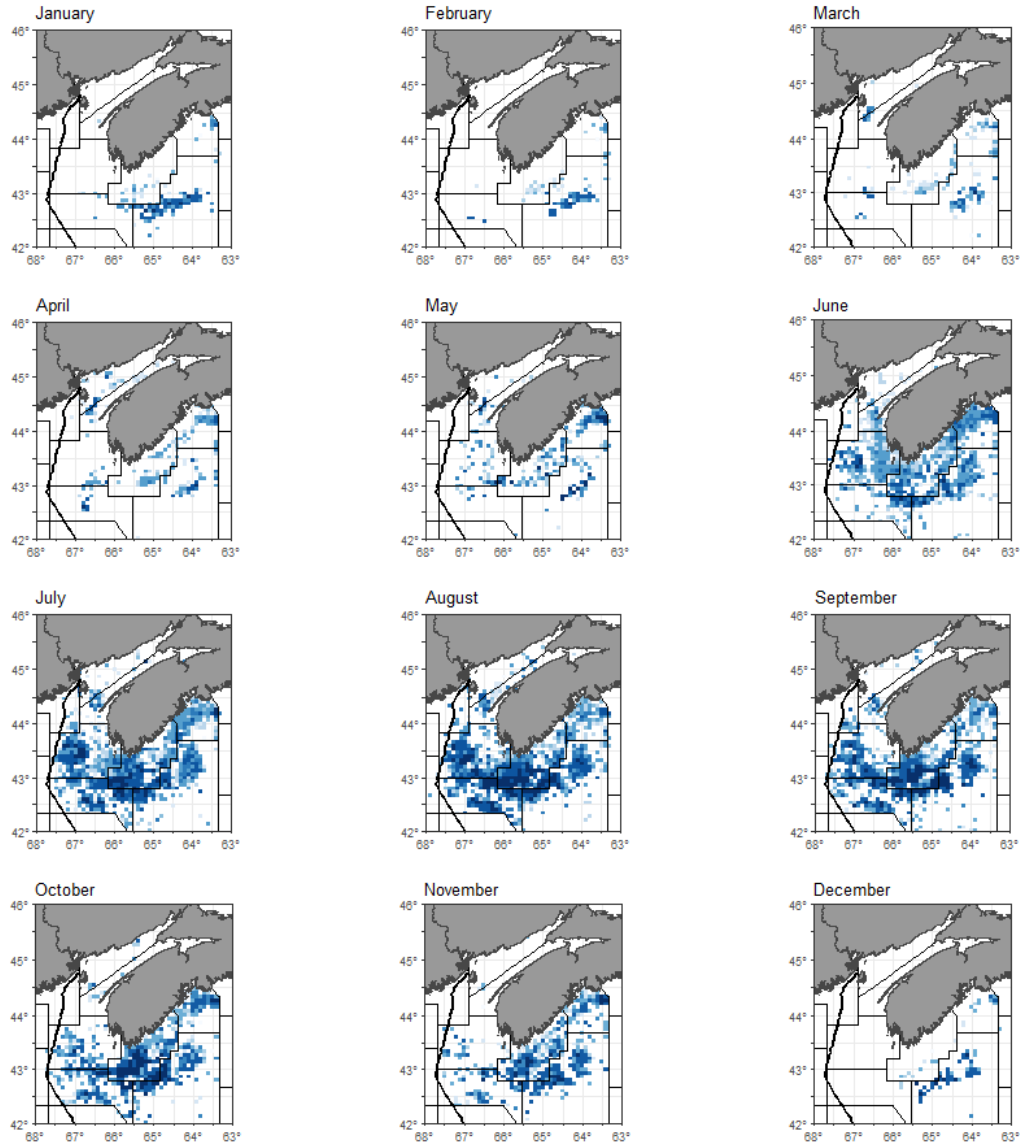 January February March
46° 46° 46°
45° 45° 45°
44° 44° 44°
43° 43° 43°
42° 42° 42°
68° 67° 66° 65° 64° 63° 68° 67° 66° 65° 64° 63° 68° 67° 66° 65° 64° 63°
April May June
46° 46° 46°
45° 45° 45°
44° 44° 44°
43° 43° 43°
42° 42° 42°
68° 67° 66° 65° 64° 63° 68° 67° 66° 65° 64° 63° 68° 67° 66° 65° 64° 63°
July August September
46° 46° 46°
45° 45° 45°
44° 44° 44°
43° 43° 43°
42° 42° 42°
68° 67° 66° 65° 64° 63° 68° 67° 66° 65° 64° 63° 68° 67° 66° 65° 64° 63°
October November December
46° 46° 46°
45° 45° 45°
44° 44° 44°
43° 43° 43°
42° 42° 42°
68° 67° 66° 65° 64° 63° 68° 67° 66° 65° 64° 63° 68° 67° 66° 65° 64° 63°